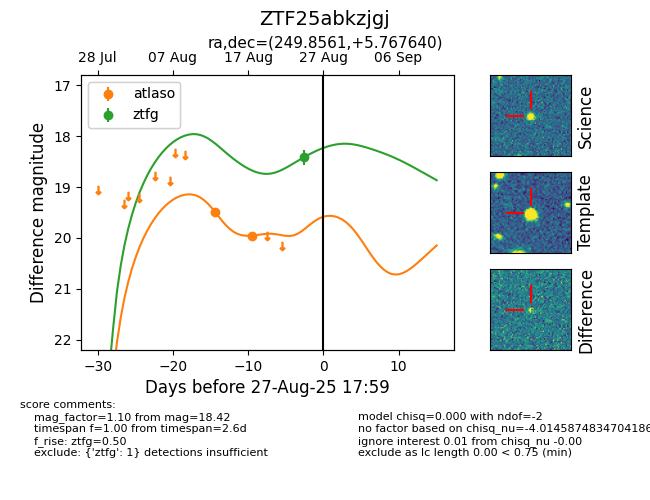 ZTF25abkzjgj
ra,dec=(249.8561,+5.767640)
28 Jul 07 Aug 17 Aug 27 Aug 06 Sep
atlaso
ztfg
17
18
19
20
21
22
Difference magnitude
−30 −20 −10 0 10
Days before 27-Aug-25 17:59
Science
Template
Difference
score comments:
mag_factor=1.10 from mag=18.42
timespan f=1.00 from timespan=2.6d
f_rise: ztfg=0.50
exclude: {'ztfg': 1} detections insufficient
model chisq=0.000 with ndof=-2
no factor based on chisq_nu=-4.0145874834704186
ignore interest 0.01 from chisq_nu -0.00
exclude as lc length 0.00 < 0.75 (min)